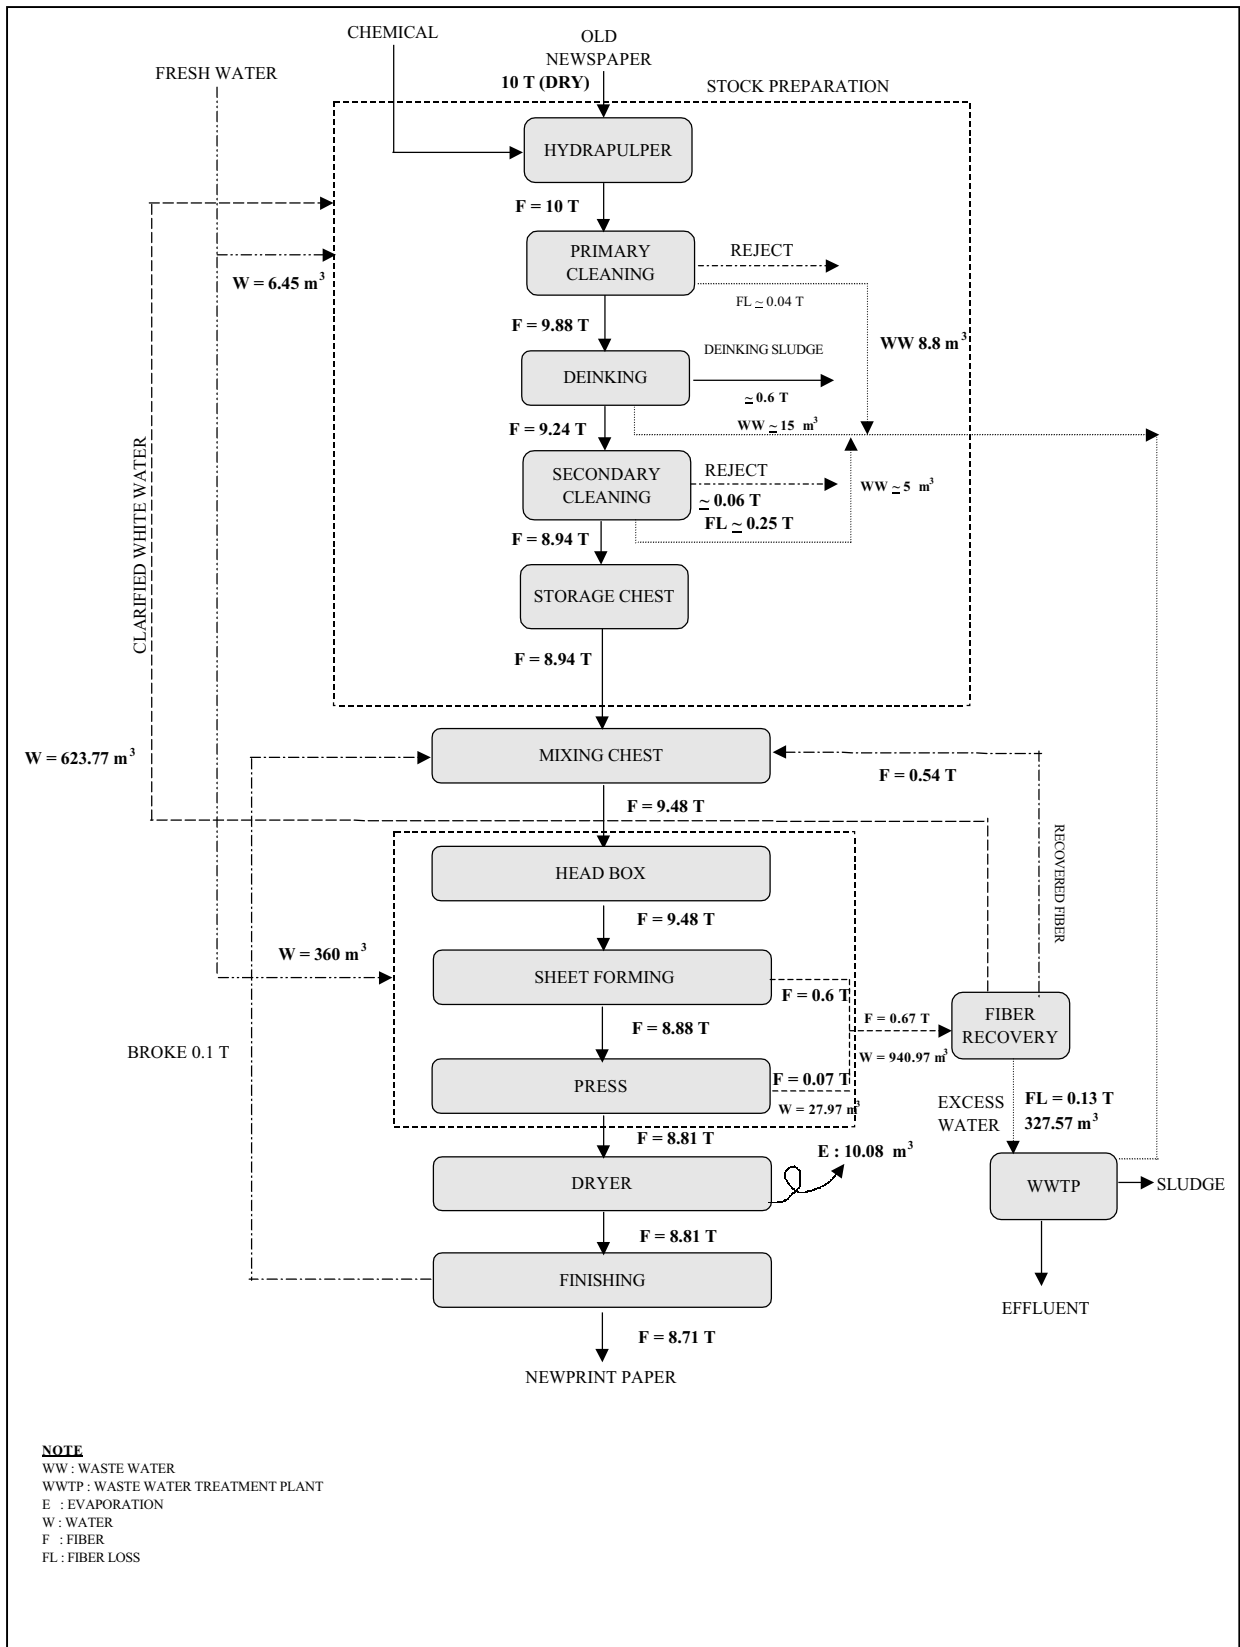 CHEMICAL
OLD
NEWSPAPER
FRESH WATER
10 T (DRY)
STOCK PREPARATION
HYDRAPULPER
F = 10 T
PRIMARY
CLEANING
REJECT
W = 6.45 m³
FL ≃ 0.04 T
F = 9.88 T
WW 8.8 m³
DEINKING SLUDGE
DEINKING
≃ 0.6 T
WW ≃ 15 m³
F = 9.24 T
SECONDARY
CLEANING
REJECT
≃ 0.06 T
FL ≃ 0.25 T
WW ≃ 5 m³
F = 8.94 T
STORAGE CHEST
CLARIFIED WHITE WATER
F = 8.94 T
W = 623.77 m³
MIXING CHEST
F = 0.54 T
F = 9.48 T
RECOVERED FIBER
HEAD BOX
F = 9.48 T
W = 360 m³
SHEET FORMING
F = 0.6 T
F = 0.67 T
W = 940.97 m³
FIBER
RECOVERY
F = 8.88 T
BROKE 0.1 T
PRESS
F = 0.07 T
W = 27.97 m³
EXCESS
WATER
FL = 0.13 T
327.57 m³
F = 8.81 T
E : 10.08 m³
DRYER
WWTP
SLUDGE
F = 8.81 T
FINISHING
EFFLUENT
F = 8.71 T
NEWPRINT PAPER
NOTE
WW : WASTE WATER
WWTP : WASTE WATER TREATMENT PLANT
E : EVAPORATION
W : WATER
F : FIBER
FL : FIBER LOSS